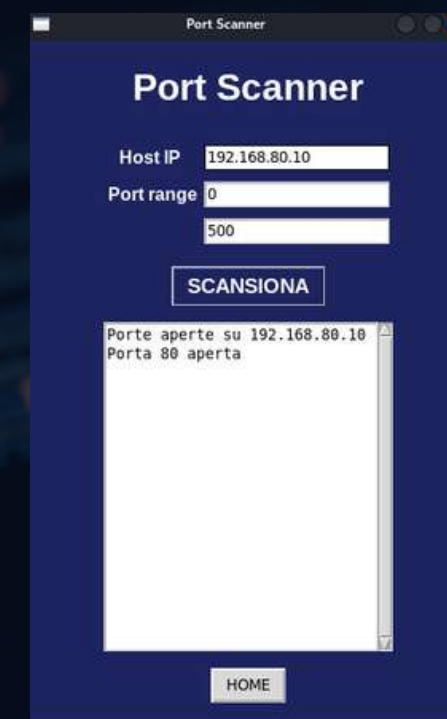 Port Scanner
Port Scanner
Host IP 192.168.80.10
Port range 0
500
SCANSIONA
Porte aperte su 192.168.80.10
Porta 80 aperta
HOME